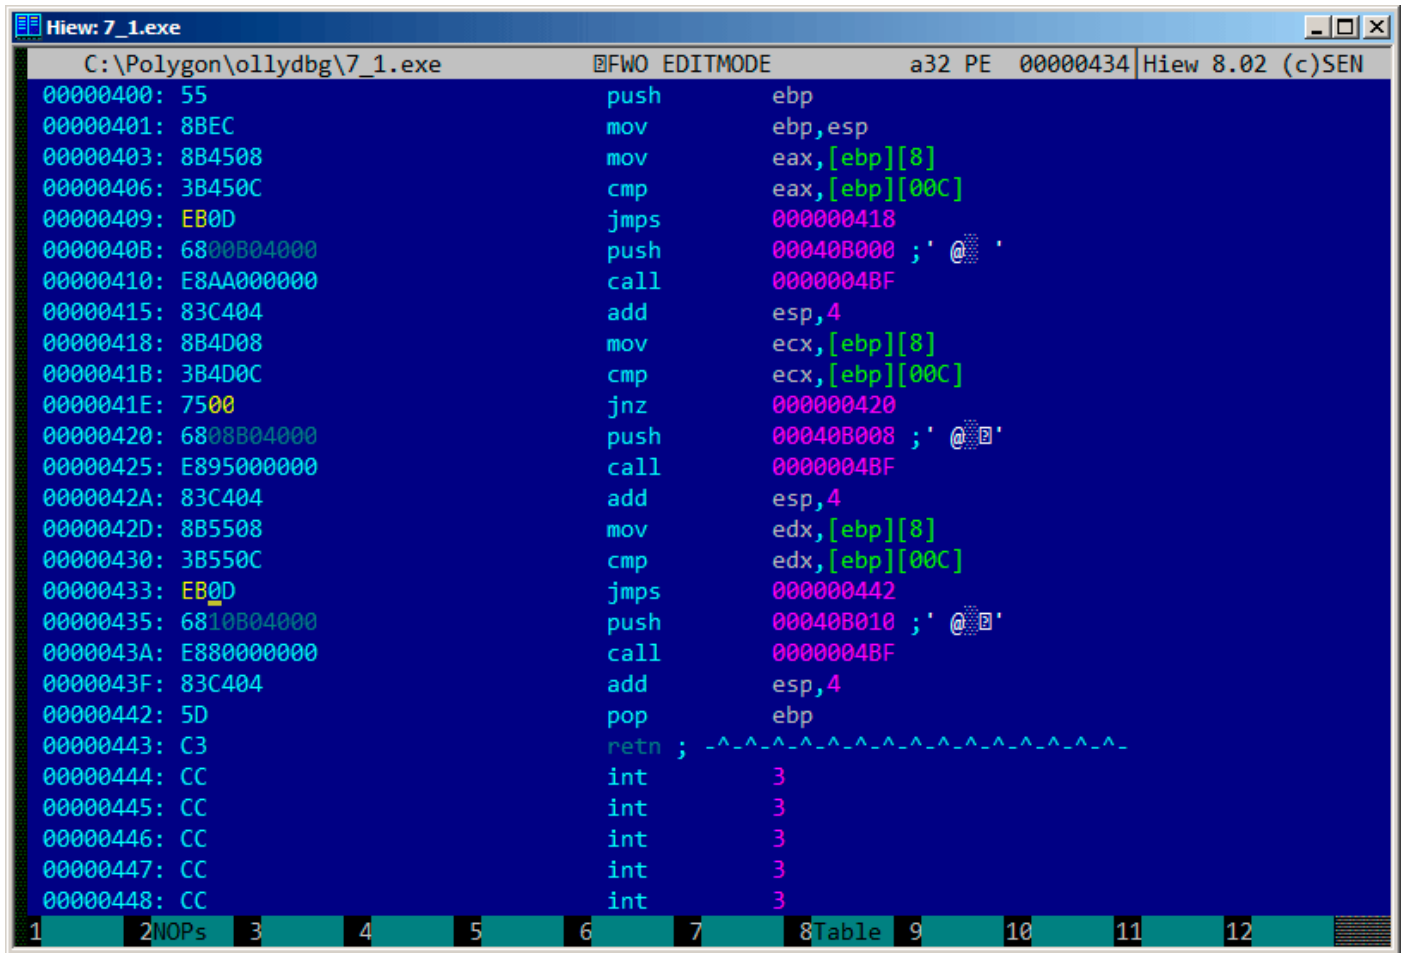 Hiew: 7_1.exe
C:\Polygon\ollydbg\7_1.exe FWO EDITMODE a32 PE 00000434 Hiew 8.02 (c)SEN
00000400: 55 push ebp
00000401: 8BEC mov ebp,esp
00000403: 8B4508 mov eax,[ebp][8]
00000406: 3B450C cmp eax,[ebp][00C]
00000409: EB0D jmps 000000418
0000040B: 6800B04000 push 00040B000 ;' @░ '
00000410: E8AA000000 call 0000004BF
00000415: 83C404 add esp,4
00000418: 8B4D08 mov ecx,[ebp][8]
0000041B: 3B4D0C cmp ecx,[ebp][00C]
0000041E: 7500 jnz 000000420
00000420: 6808B04000 push 00040B008 ;' @░'
00000425: E895000000 call 0000004BF
0000042A: 83C404 add esp,4
0000042D: 8B5508 mov edx,[ebp][8]
00000430: 3B550C cmp edx,[ebp][00C]
00000433: EB0D jmps 000000442
00000435: 6810B04000 push 00040B010 ;' @░'
0000043A: E880000000 call 0000004BF
0000043F: 83C404 add esp,4
00000442: 5D pop ebp
00000443: C3 retn ; -^-^-^-^-^-^-^-^-^-^-^-^-^-^-^-
00000444: CC int 3
00000445: CC int 3
00000446: CC int 3
00000447: CC int 3
00000448: CC int 3
1 2NOPs 3 4 5 6 7 8Table 9 10 11 12